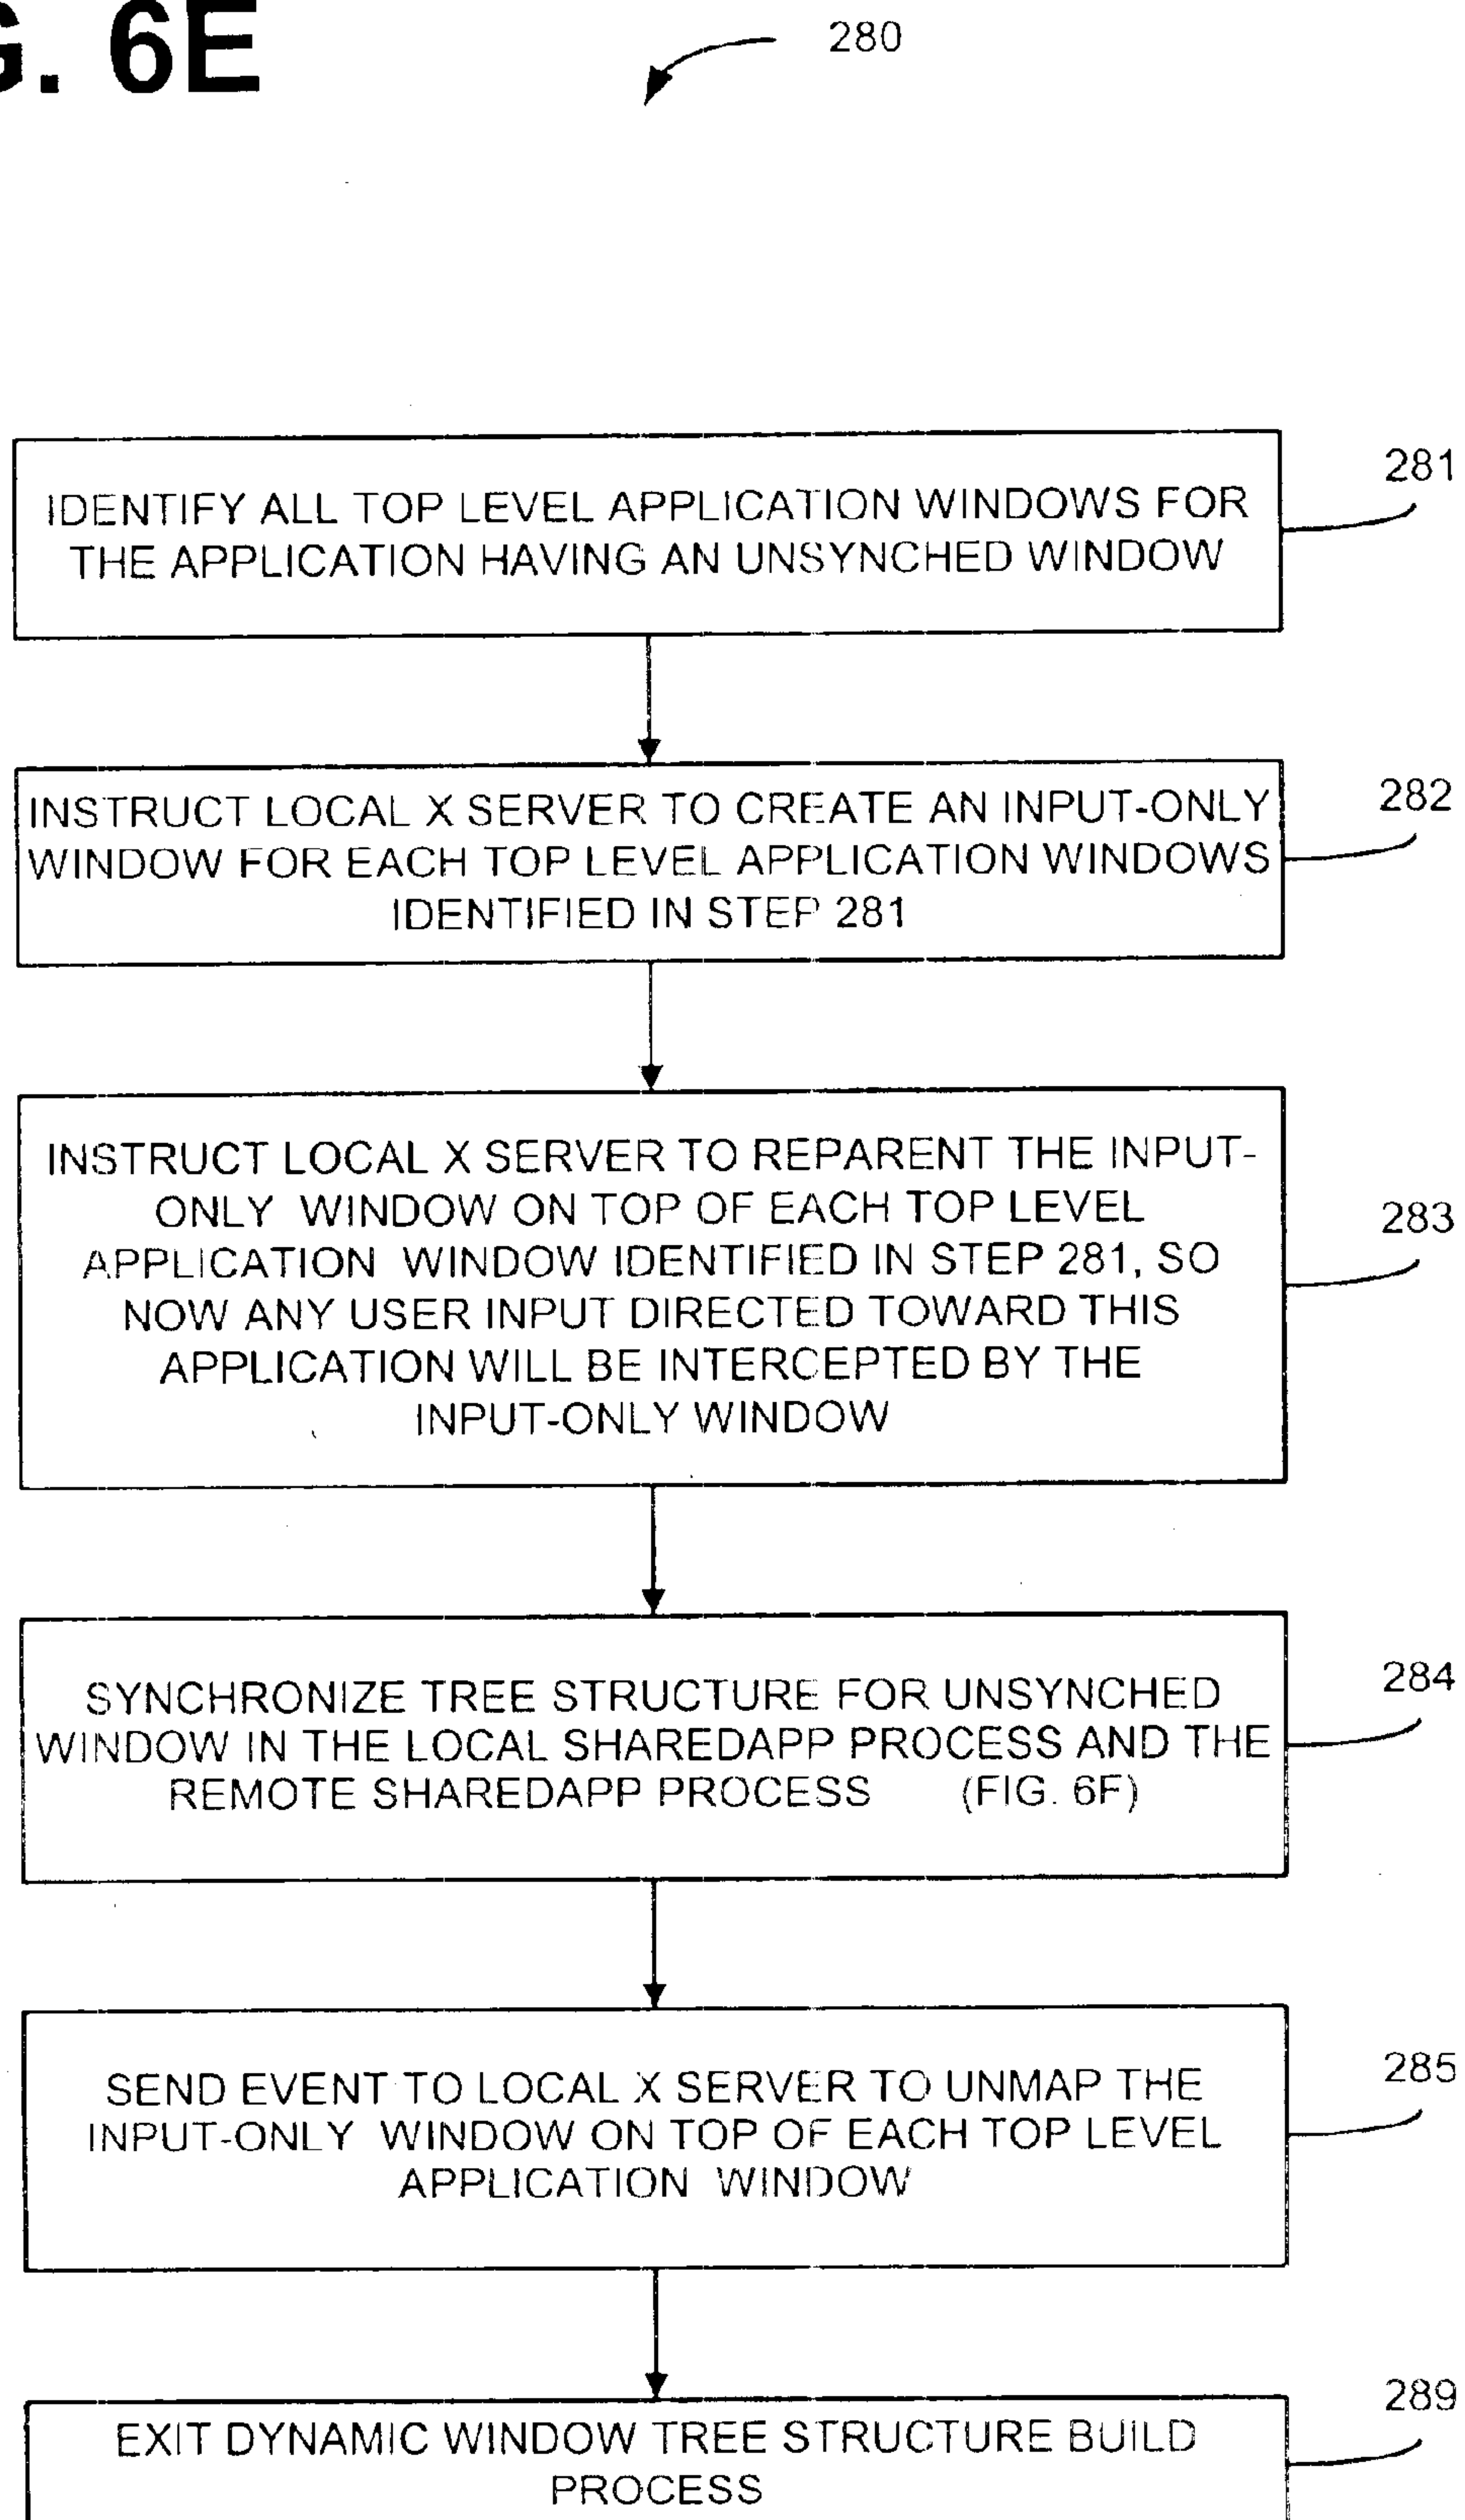 G. 6E
280
IDENTIFY ALL TOP LEVEL APPLICATION WINDOWS FOR
THE APPLICATION HAVING AN UNSYNCHED WINDOW
281
INSTRUCT LOCAL X SERVER TO CREATE AN INPUT-ONLY
WINDOW FOR EACH TOP LEVEL APPLICATION WINDOWS
IDENTIFIED IN STEP 281
282
INSTRUCT LOCAL X SERVER TO REPARENT THE INPUT-
ONLY WINDOW ON TOP OF EACH TOP LEVEL
APPLICATION WINDOW IDENTIFIED IN STEP 281, SO
NOW ANY USER INPUT DIRECTED TOWARD THIS
APPLICATION WILL BE INTERCEPTED BY THE
INPUT-ONLY WINDOW
283
SYNCHRONIZE TREE STRUCTURE FOR UNSYNCHED
WINDOW IN THE LOCAL SHAREDAPP PROCESS AND THE
REMOTE SHAREDAPP PROCESS (FIG. 6F)
284
SEND EVENT TO LOCAL X SERVER TO UNMAP THE
INPUT-ONLY WINDOW ON TOP OF EACH TOP LEVEL
APPLICATION WINDOW
285
EXIT DYNAMIC WINDOW TREE STRUCTURE BUILD
PROCESS
289